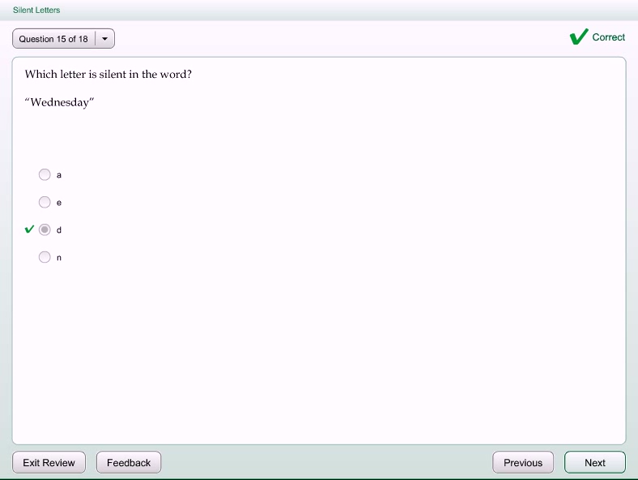 Silent Letters
Question 15 of 18
Correct
Which letter is silent in the word?
“Wednesday”
a
e
d
n
Exit Review
Feedback
Previous
Next